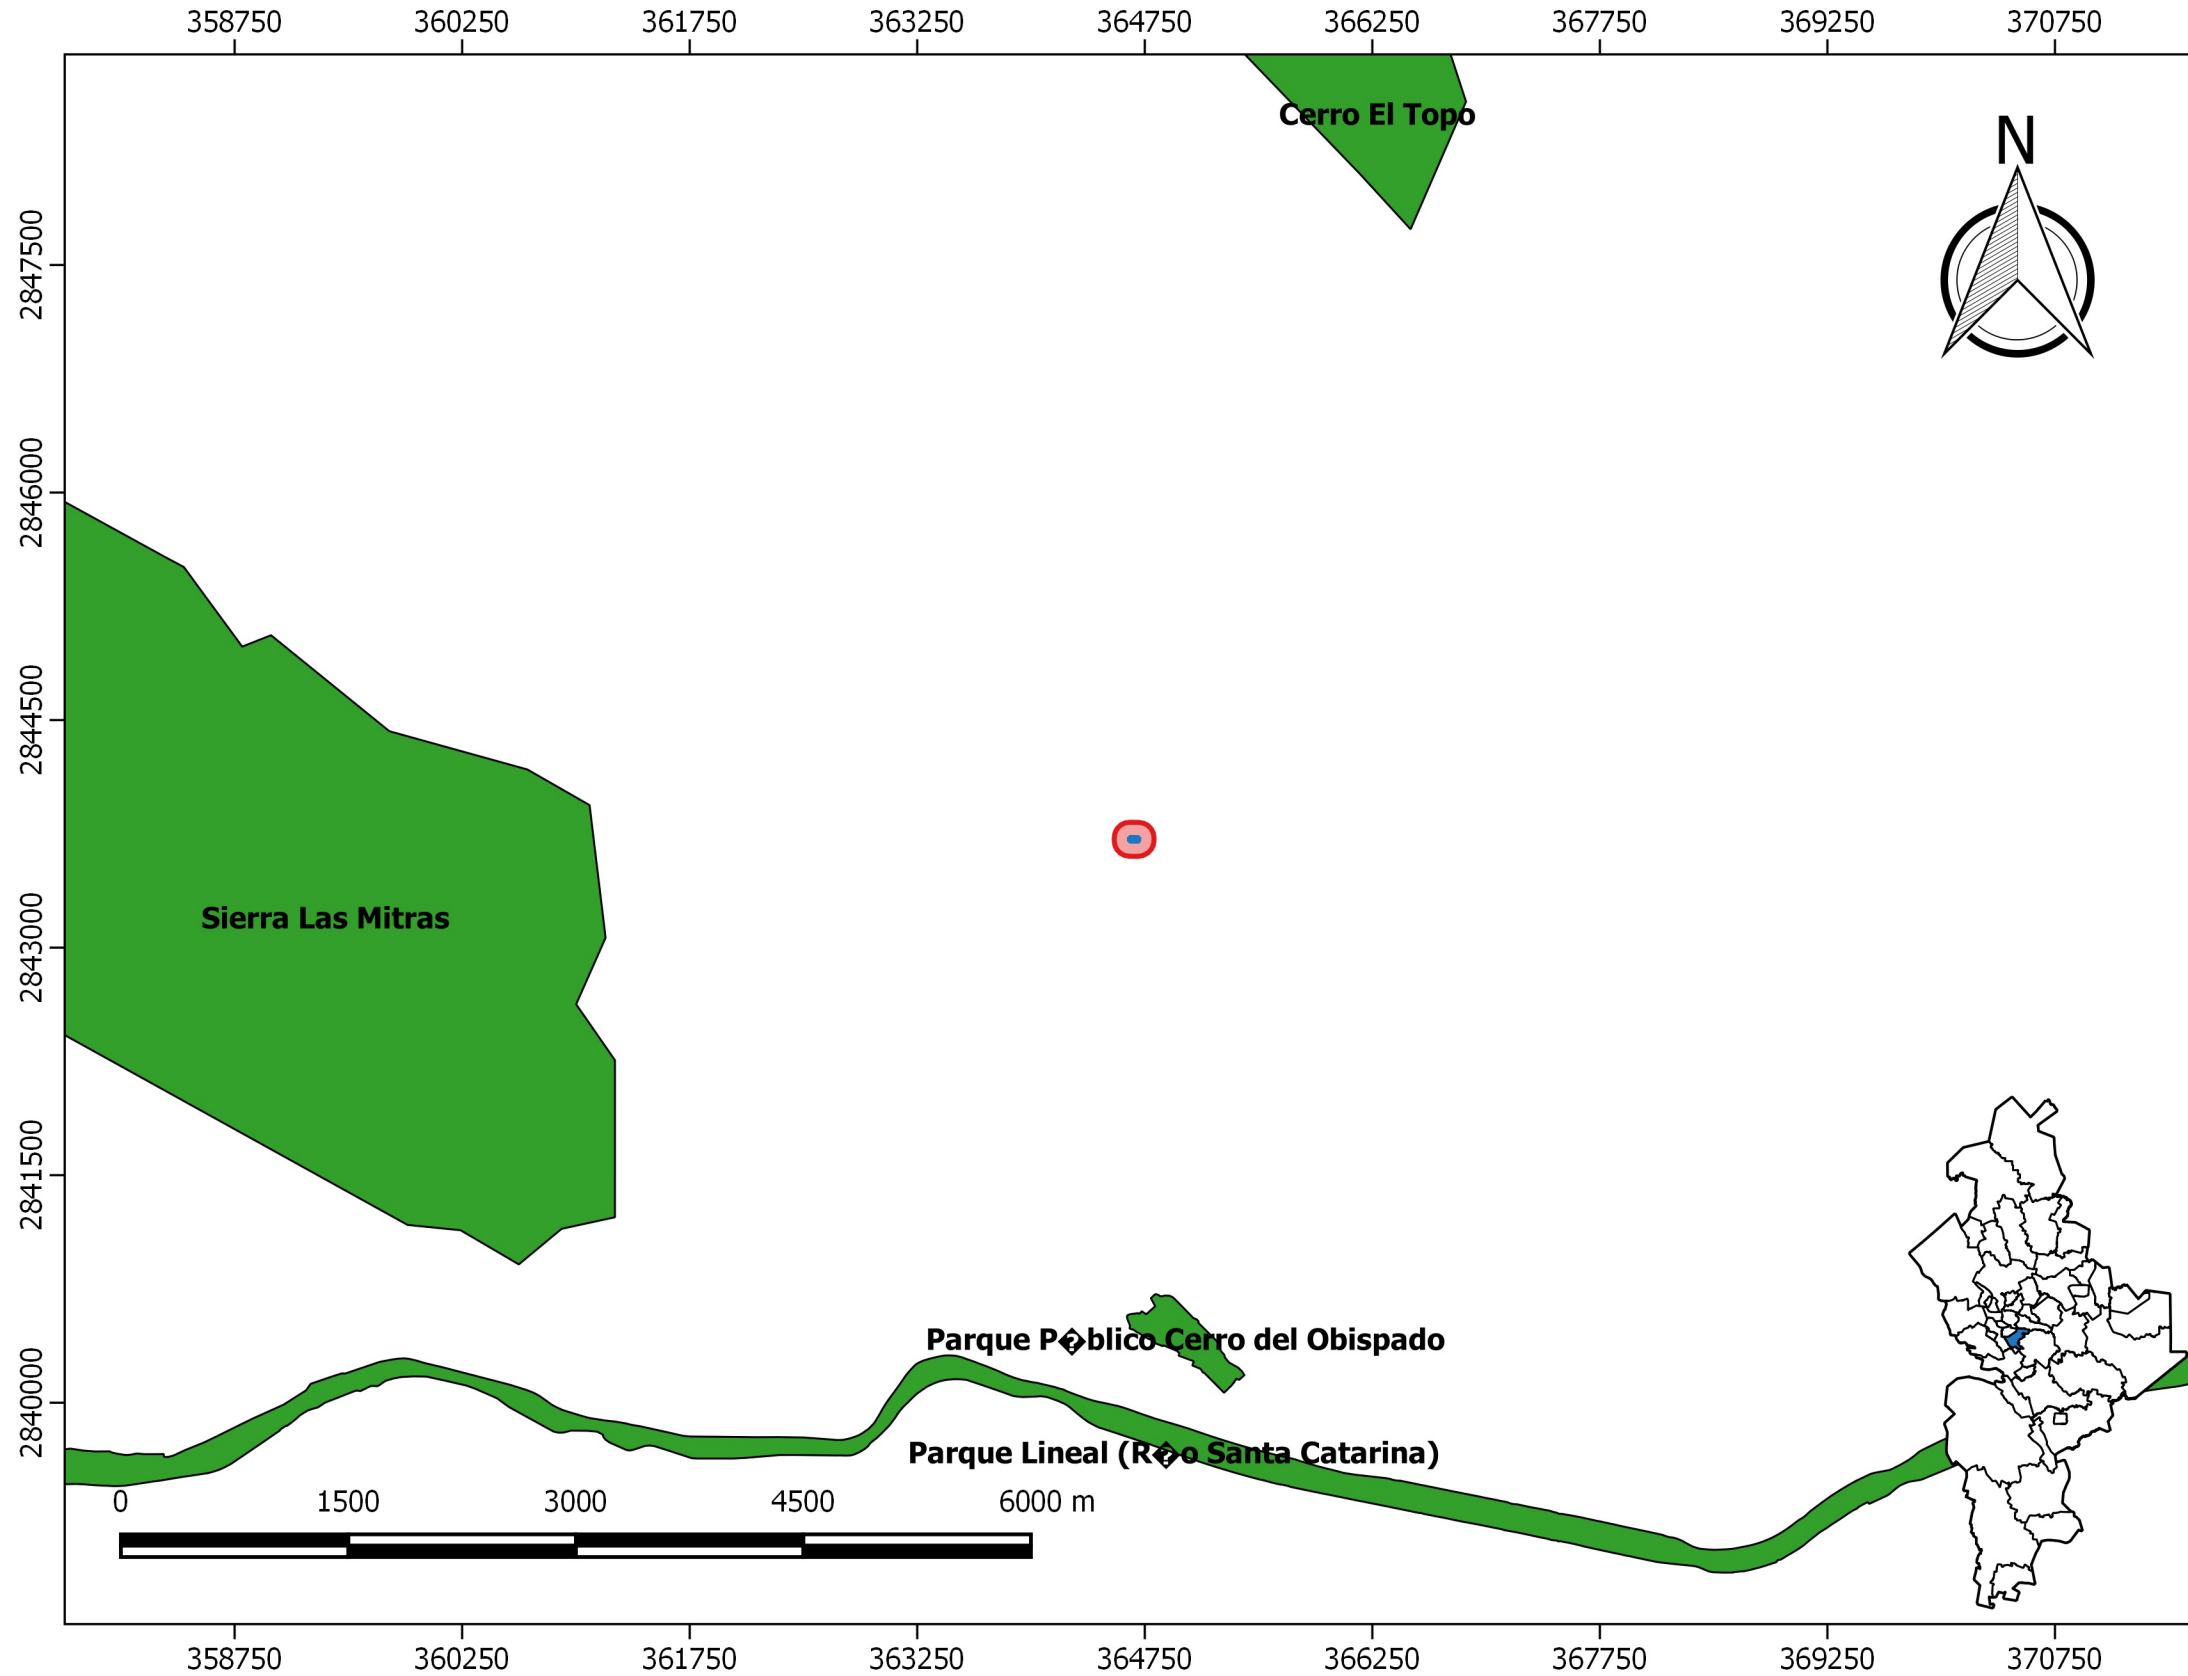 358750 360250 361750 363250 364750 366250 367750 369250 370750
Cerro El Topo
N
2847500
2846000
2844500
Sierra Las Mitras
2843000
2841500
Parque P�blico Cerro del Obispado
2840000
Parque Lineal (R�o Santa Catarina)
0 1500 3000 4500 6000 m
358750 360250 361750 363250 364750 366250 367750 369250 370750